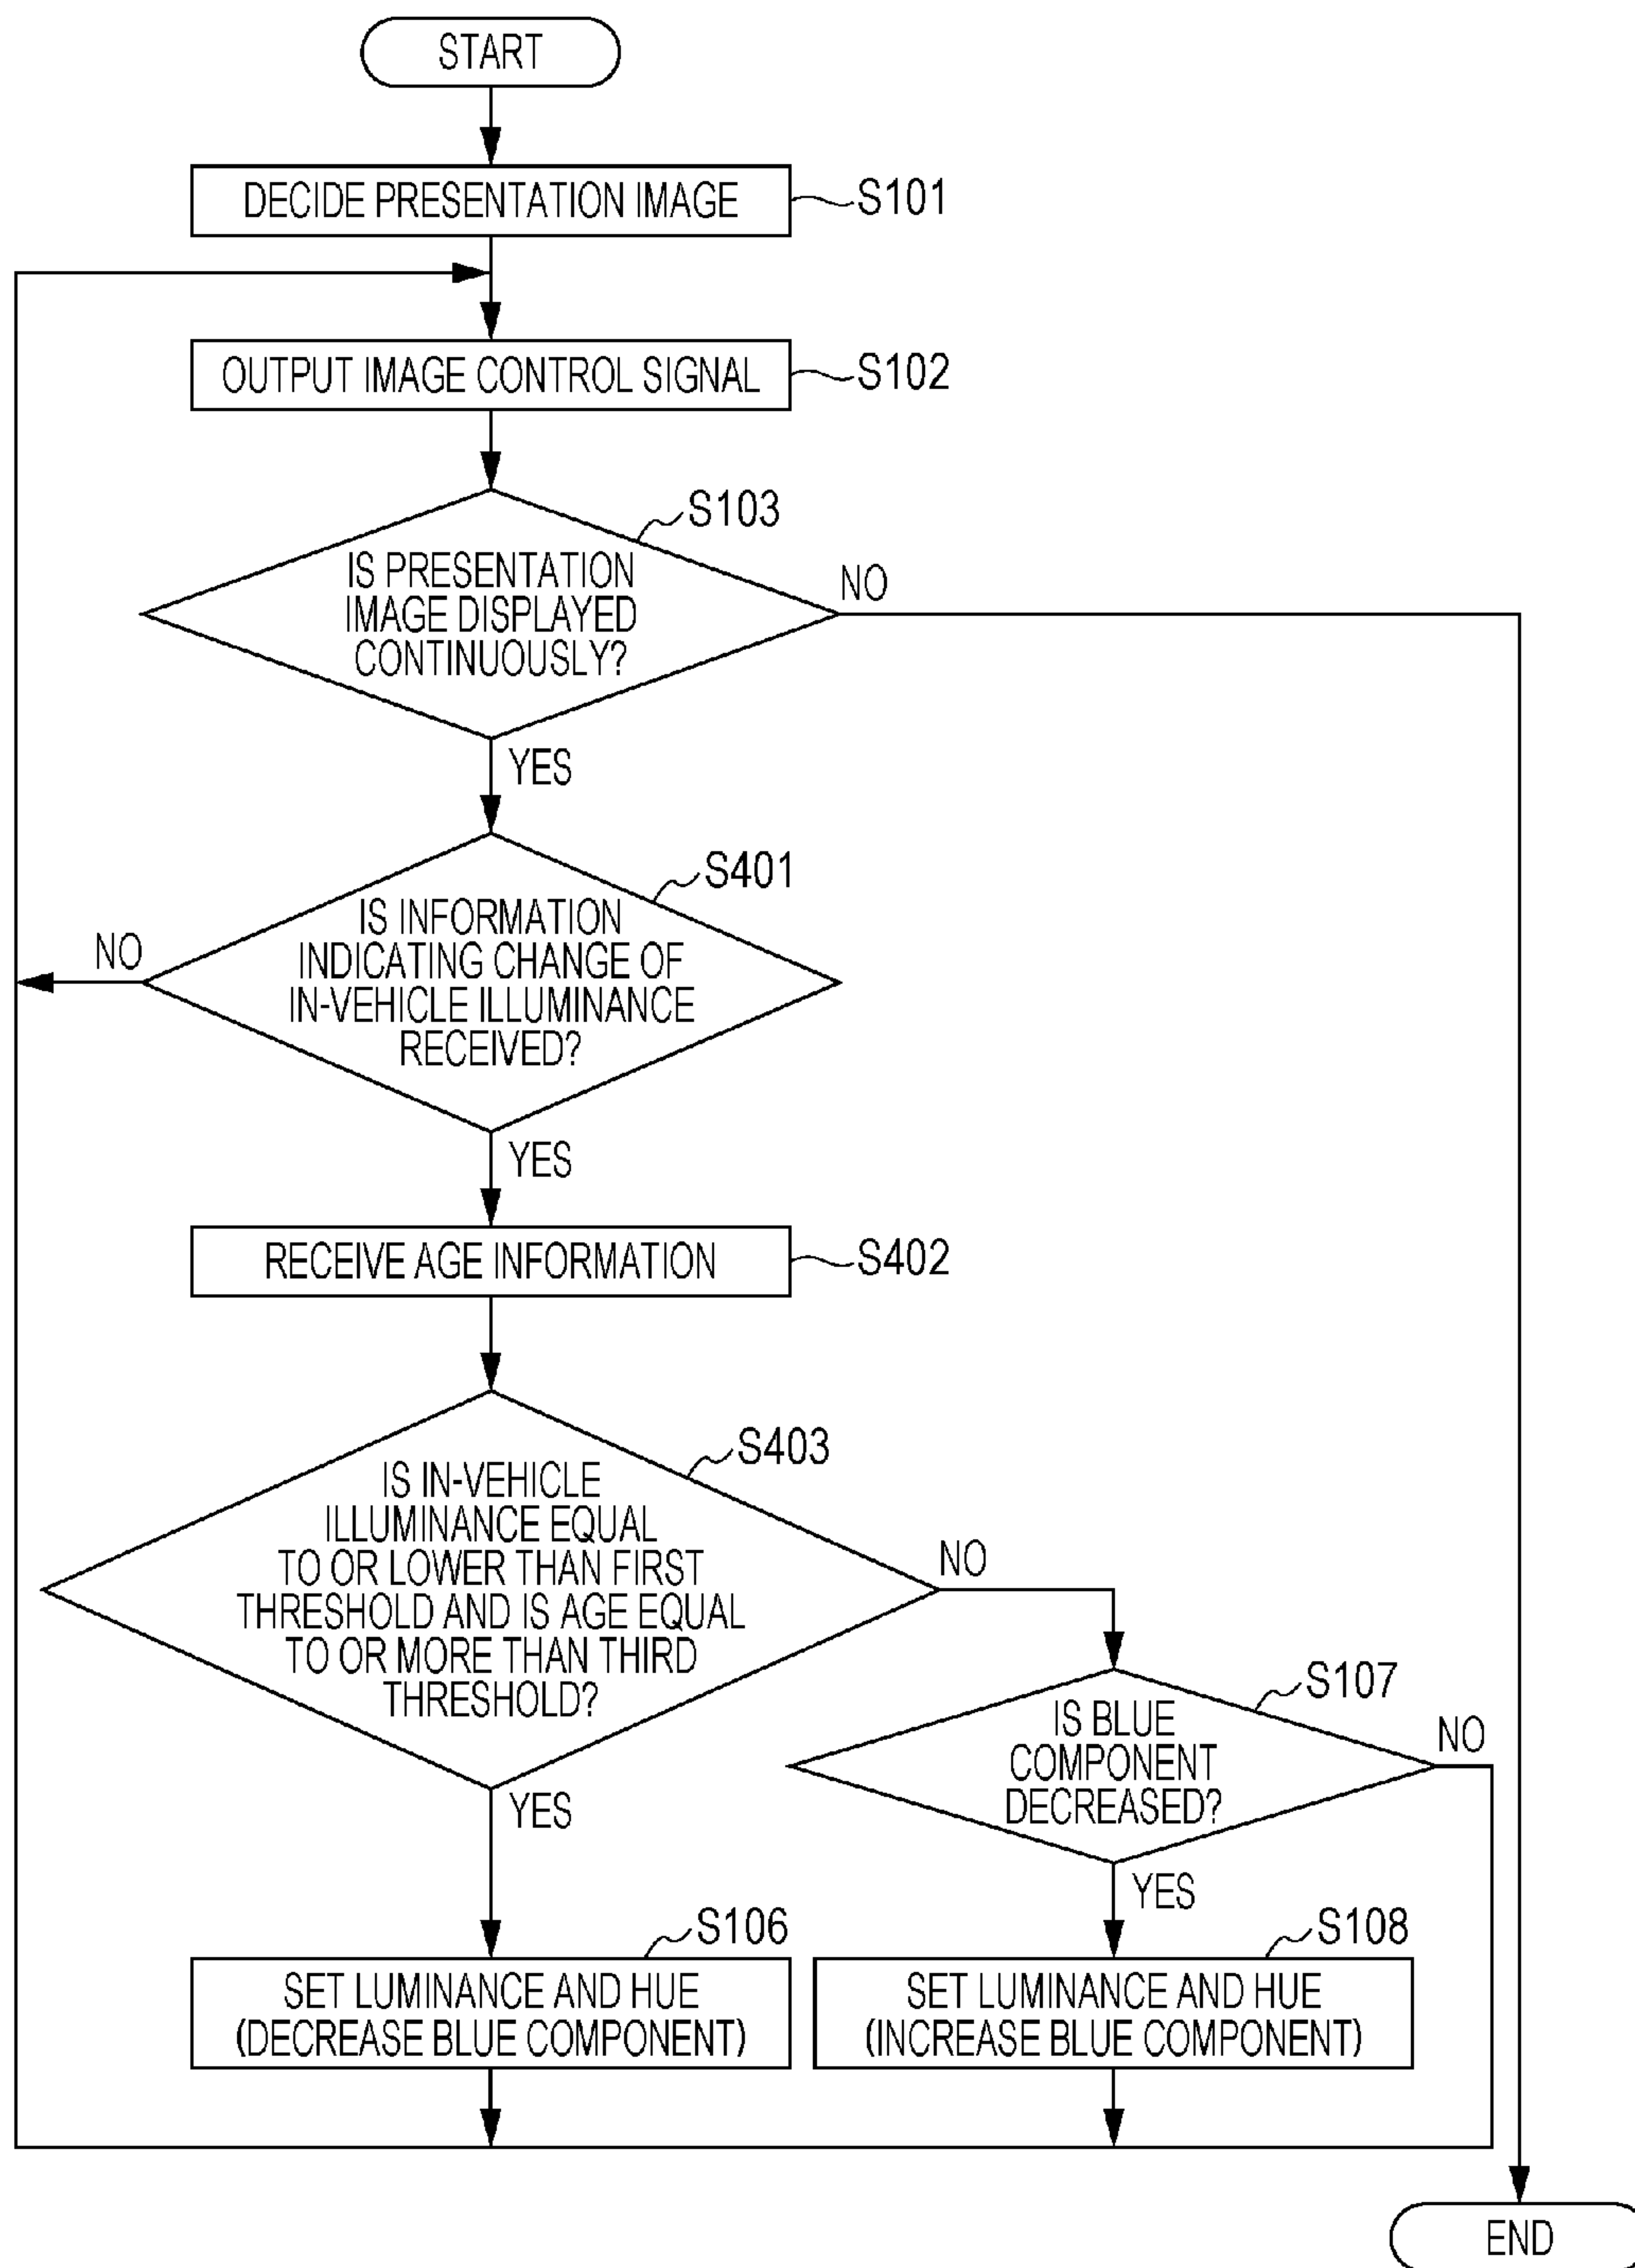 START
DECIDE PRESENTATION IMAGE
S101
OUTPUT IMAGE CONTROL SIGNAL
S102
S103
IS PRESENTATION
IMAGE DISPLAYED
CONTINUOUSLY?
NO
YES
S401
IS INFORMATION
INDICATING CHANGE OF
IN-VEHICLE ILLUMINANCE
RECEIVED?
NO
YES
RECEIVE AGE INFORMATION
S402
S403
IS IN-VEHICLE
ILLUMINANCE EQUAL
TO OR LOWER THAN FIRST
THRESHOLD AND IS AGE EQUAL
TO OR MORE THAN THIRD
THRESHOLD?
NO
YES
S107
IS BLUE
COMPONENT
DECREASED?
NO
YES
S106
SET LUMINANCE AND HUE
(DECREASE BLUE COMPONENT)
S108
SET LUMINANCE AND HUE
(INCREASE BLUE COMPONENT)
END